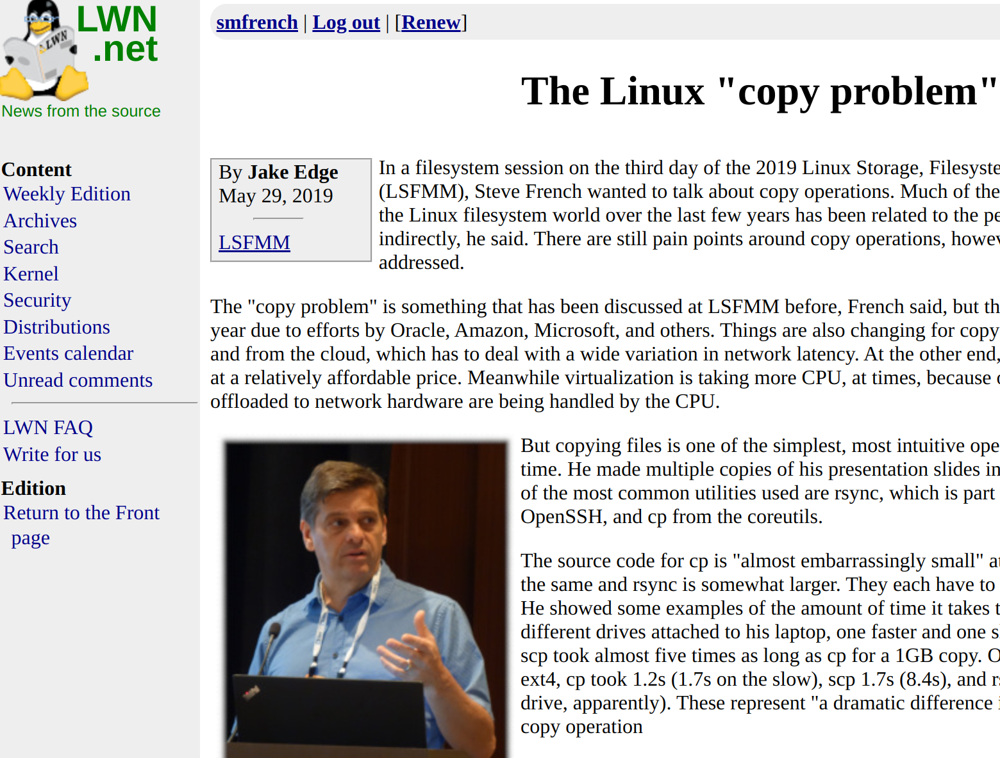 LWN
.net
News from the source
Content
Weekly Edition
Archives
Search
Kernel
Security
Distributions
Events calendar
Unread comments
LWN FAQ
Write for us
Edition
Return to the Front
page
smfrench | Log out | [Renew]
The Linux "copy problem"
By Jake Edge
May 29, 2019
LSFMM
In a filesystem session on the third day of the 2019 Linux Storage, Filesyste
(LSFMM), Steve French wanted to talk about copy operations. Much of the
the Linux filesystem world over the last few years has been related to the pe
indirectly, he said. There are still pain points around copy operations, howev
addressed.
The "copy problem" is something that has been discussed at LSFMM before, French said, but th
year due to efforts by Oracle, Amazon, Microsoft, and others. Things are also changing for copy
and from the cloud, which has to deal with a wide variation in network latency. At the other end,
at a relatively affordable price. Meanwhile virtualization is taking more CPU, at times, because
offloaded to network hardware are being handled by the CPU.
But copying files is one of the simplest, most intuitive ope
time. He made multiple copies of his presentation slides in
of the most common utilities used are rsync, which is part
OpenSSH, and cp from the coreutils.
The source code for cp is "almost embarrassingly small" at
the same and rsync is somewhat larger. They each have to
He showed some examples of the amount of time it takes t
different drives attached to his laptop, one faster and one s
scp took almost five times as long as cp for a 1GB copy. O
ext4, cp took 1.2s (1.7s on the slow), scp 1.7s (8.4s), and rs
drive, apparently). These represent "a dramatic difference i
copy operation